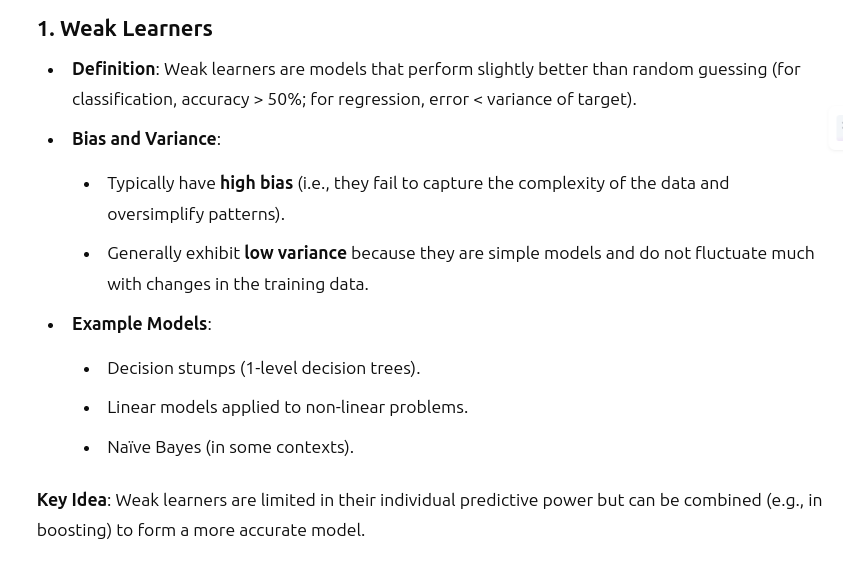 1. Weak Learners
• Definition: Weak learners are models that perform slightly better than random guessing (for
classification, accuracy > 50%; for regression, error < variance of target).
• Bias and Variance:
• Typically have high bias (i.e., they fail to capture the complexity of the data and
oversimplify patterns).
• Generally exhibit low variance because they are simple models and do not fluctuate much
with changes in the training data.
• Example Models:
• Decision stumps (1-level decision trees).
• Linear models applied to non-linear problems.
• Naïve Bayes (in some contexts).
Key Idea: Weak learners are limited in their individual predictive power but can be combined (e.g., in
boosting) to form a more accurate model.